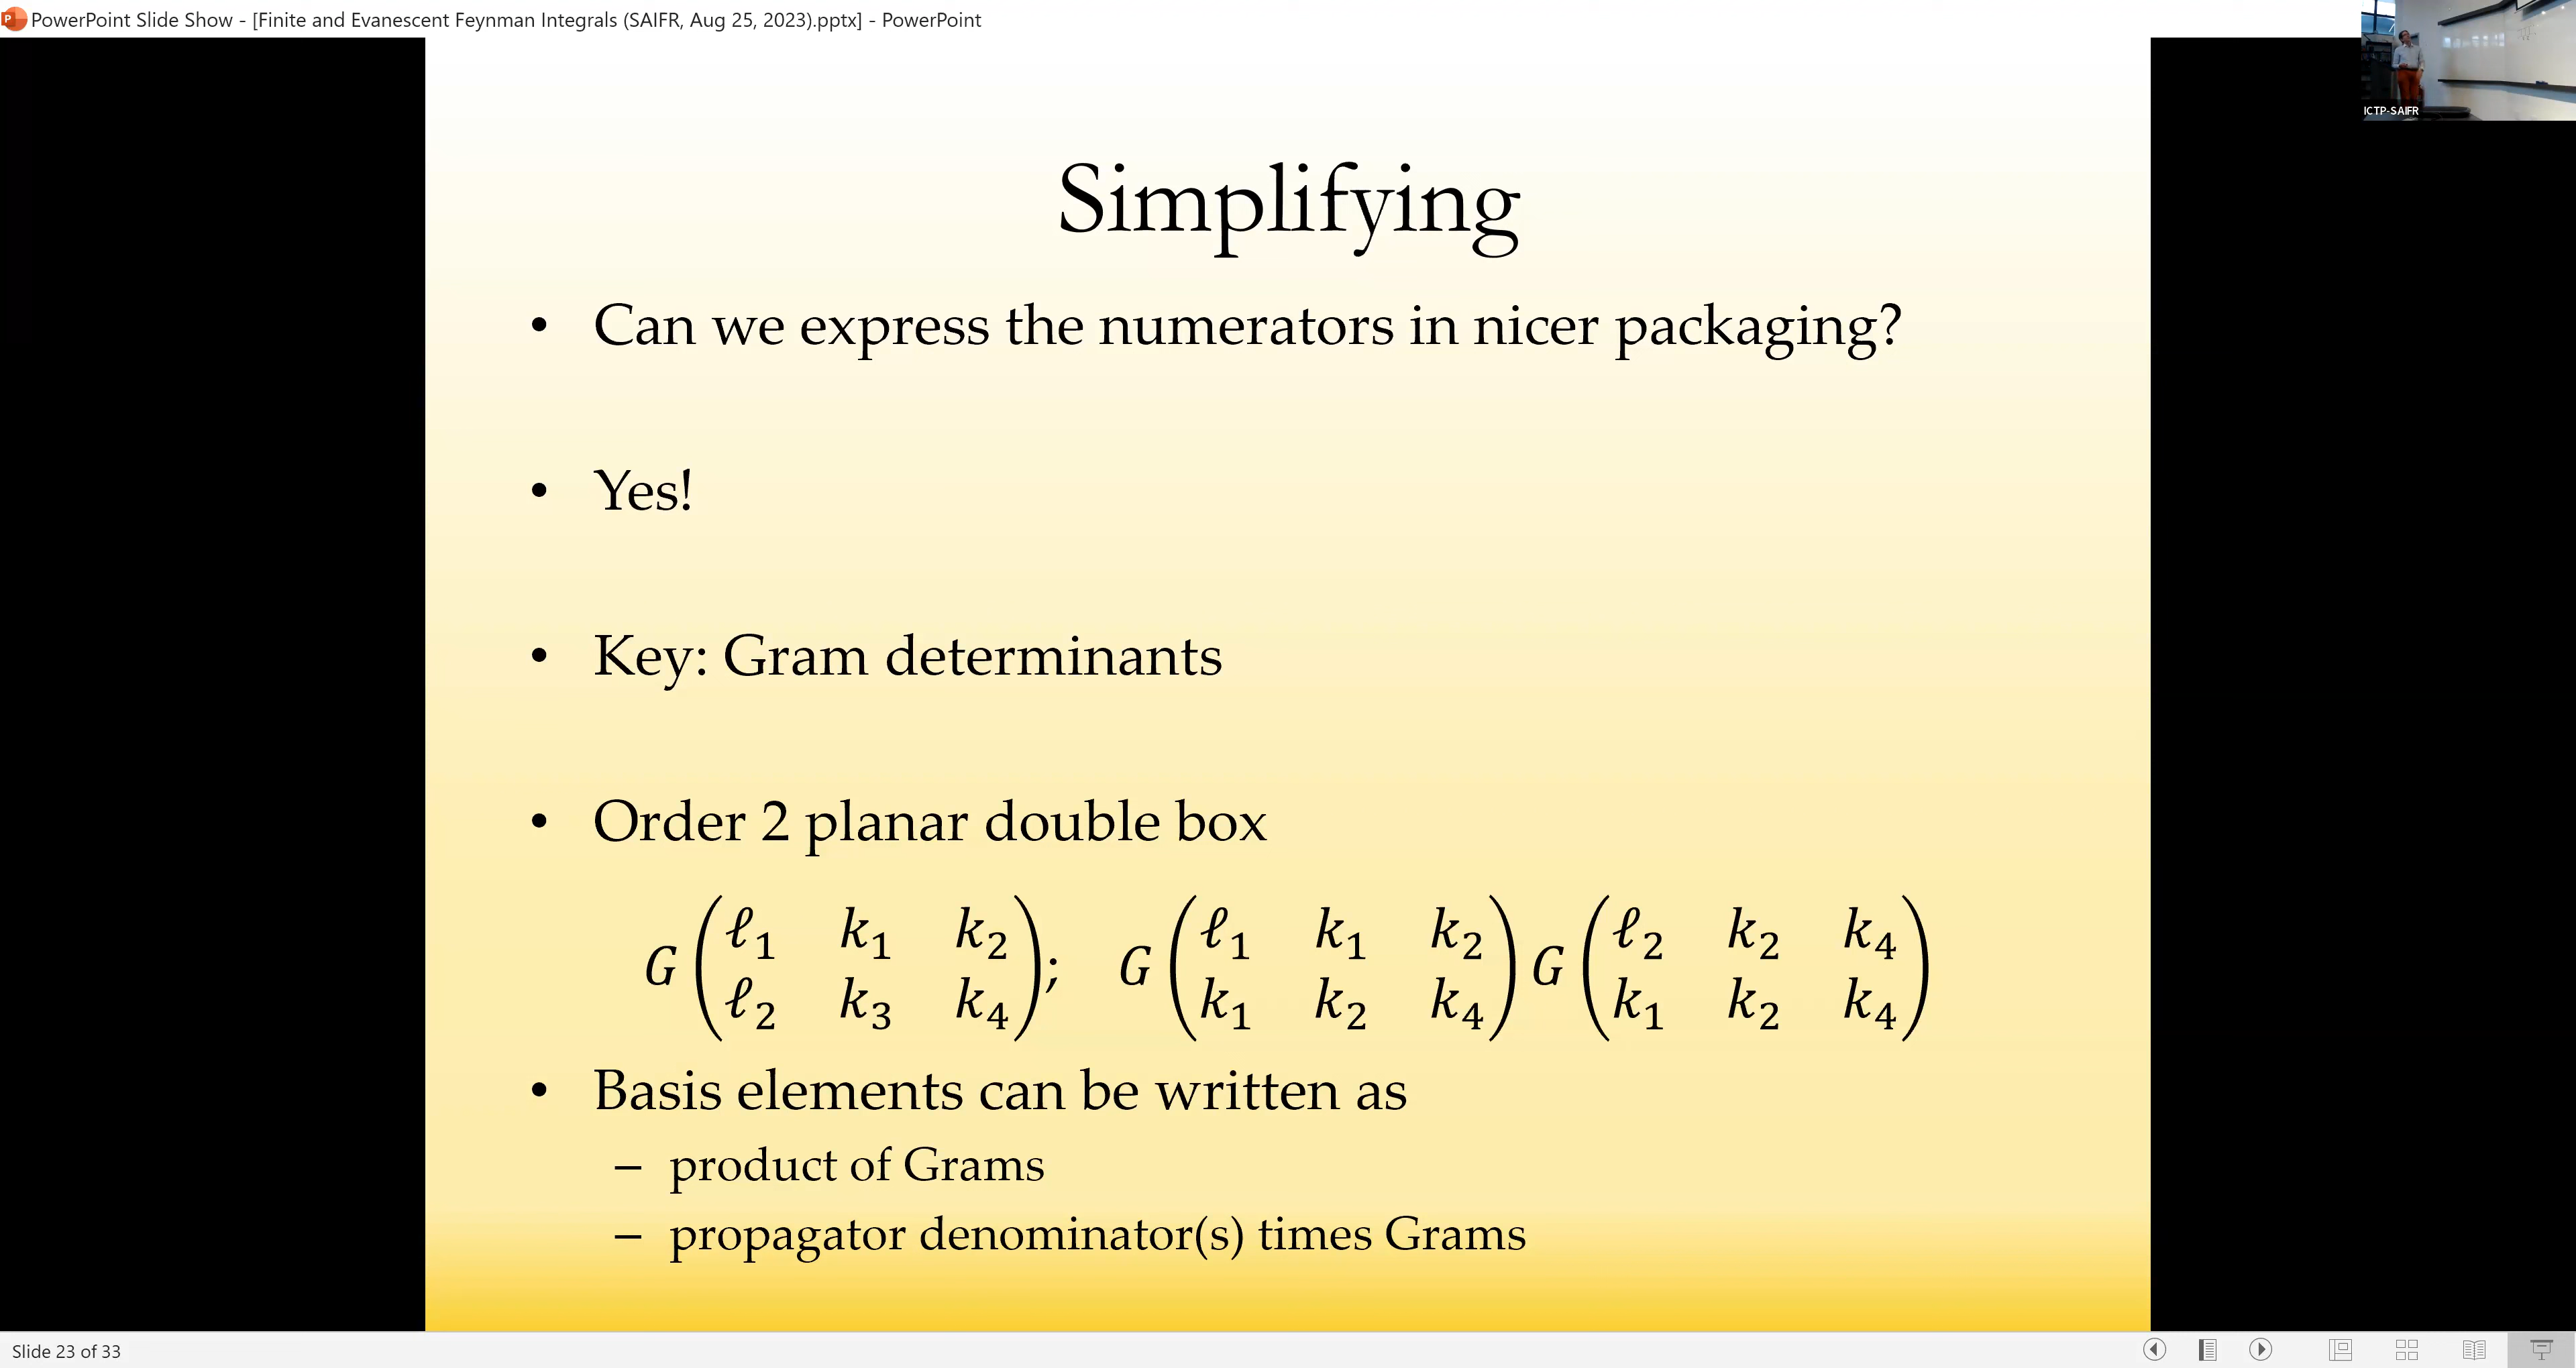 PowerPoint Slide Show - [Finite and Evanescent Feynman Integrals (SAIFR, Aug 25, 2023).pptx] - PowerPoint
ICTP-SAIFR
Simplifying
• Can we express the numerators in nicer packaging?
• Yes!
• Key: Gram determinants
• Order 2 planar double box
G(ℓ₁ k₁ k₂ / ℓ₂ k₃ k₄); G(ℓ₁ k₁ k₂ / k₁ k₂ k₄) G(ℓ₂ k₂ k₄ / k₁ k₂ k₄)
• Basis elements can be written as
– product of Grams
– propagator denominator(s) times Grams
Slide 23 of 33